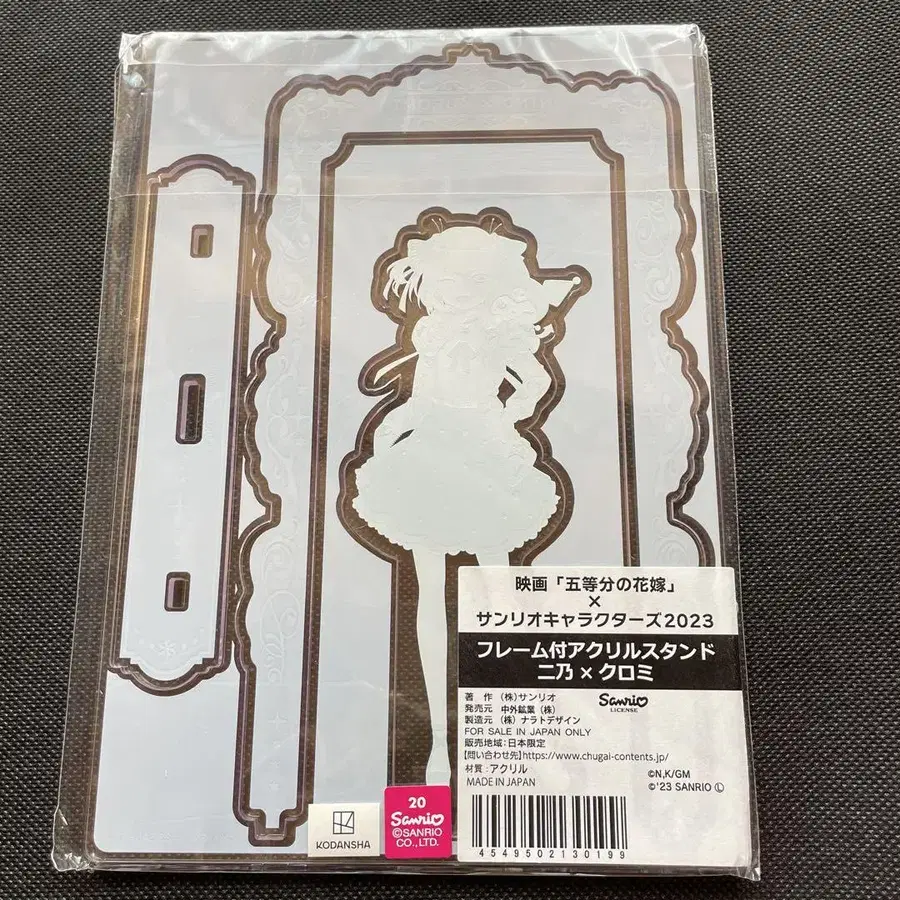 映画「五等分の花嫁」
×
サンリオキャラクターズ2023
フレーム付アクリルスタンド
二乃×クロミ
著　作 （株）サンリオ
発売元　中外鉱業（株）
製造元 （株）ナラトデザイン
Sanrio
LICENSE
FOR SALE IN JAPAN ONLY
販売地域：日本限定
【問い合わせ先】https://www.chugai-contents.jp/
材質：アクリル
MADE IN JAPAN
©N,K/GM
©'23 SANRIO Ⓛ
4549502130199
KODANSHA
20
Sanrio
©SANRIO
CO.,LTD.